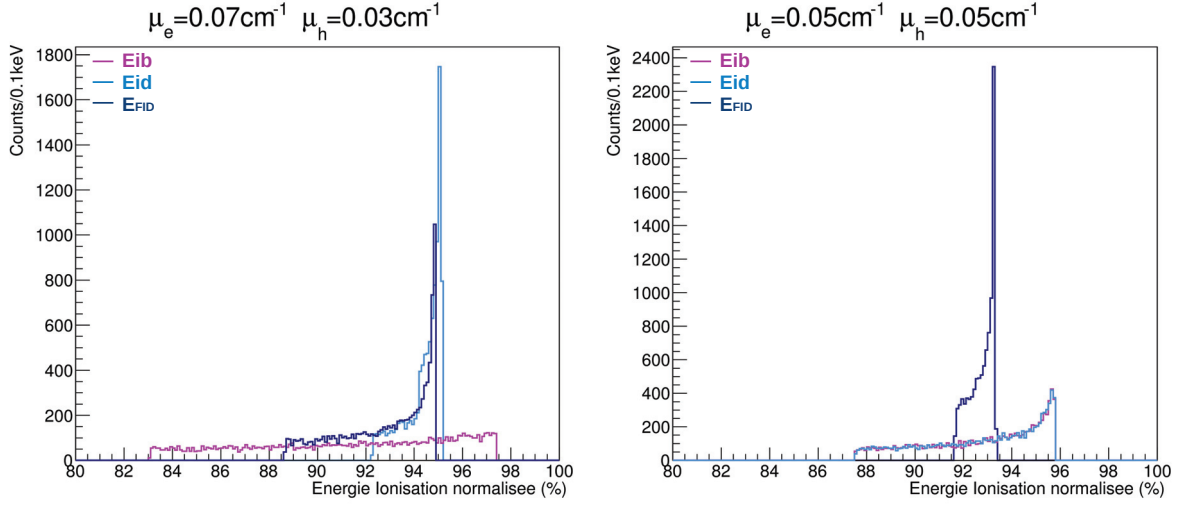 μe=0.07cm-1 μh=0.03cm-1
Counts/0.1keV
1800
1600
1400
1200
1000
800
600
400
200
0
Eib
Eid
EFID
80 82 84 86 88 90 92 94 96 98 100
Energie Ionisation normalisee (%)
μe=0.05cm-1 μh=0.05cm-1
Counts/0.1keV
2400
2200
2000
1800
1600
1400
1200
1000
800
600
400
200
0
Eib
Eid
EFID
80 82 84 86 88 90 92 94 96 98 100
Energie Ionisation normalisee (%)